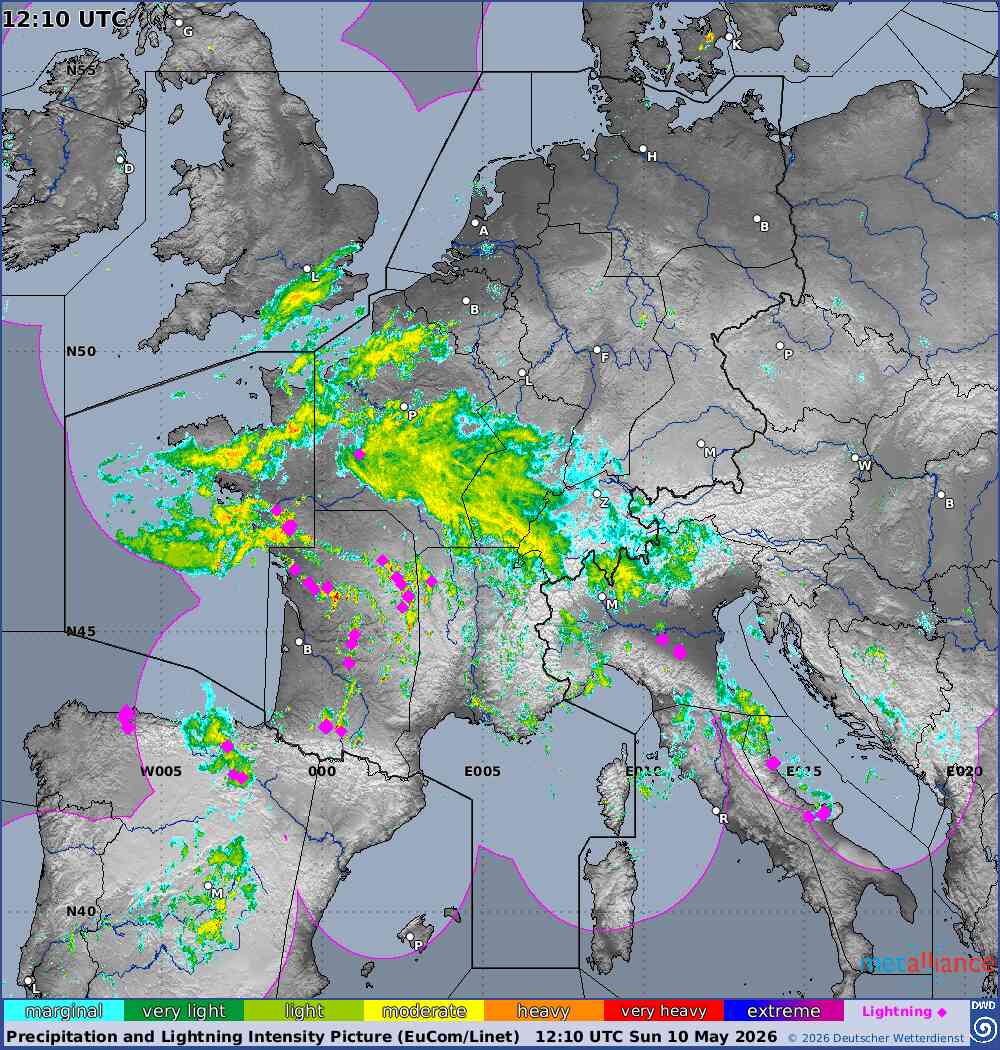 12:10 UTC
G
K
N55
D
H
A
B
L
B
N50
F
P
L
P
M
W
Z
B
M
N45
B
W005
000
E005
E010
E015
E020
R
M
N40
P
L
metalliance
marginal very light light moderate heavy very heavy extreme Lightning
DWD
Precipitation and Lightning Intensity Picture (EuCom/Linet) 12:10 UTC Sun 10 May 2026 © 2026 Deutscher Wetterdienst